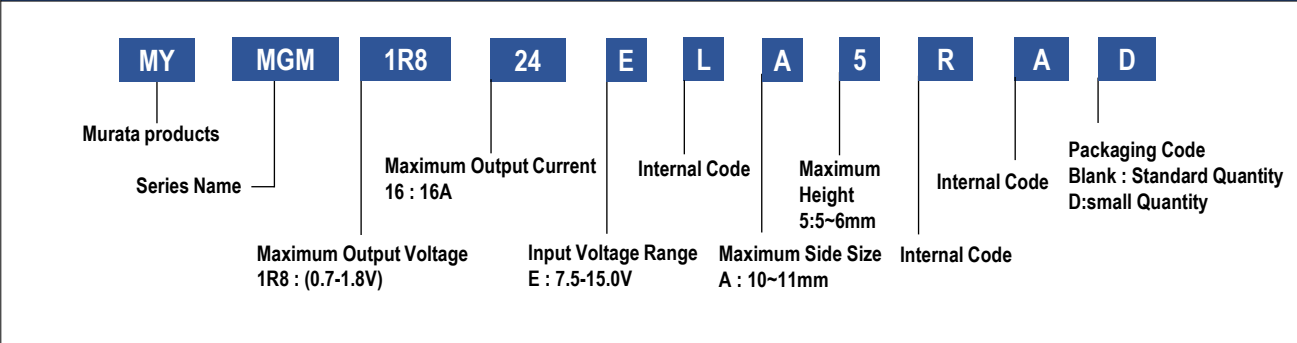 MY MGM 1R8 24 E L A 5 R A D
Murata products
Series Name
Maximum Output Voltage
1R8 : (0.7-1.8V)
Maximum Output Current
16 : 16A
Input Voltage Range
E : 7.5-15.0V
Internal Code
Maximum Side Size
A : 10~11mm
Maximum
Height
5:5~6mm
Internal Code
Internal Code
Packaging Code
Blank : Standard Quantity
D:small Quantity